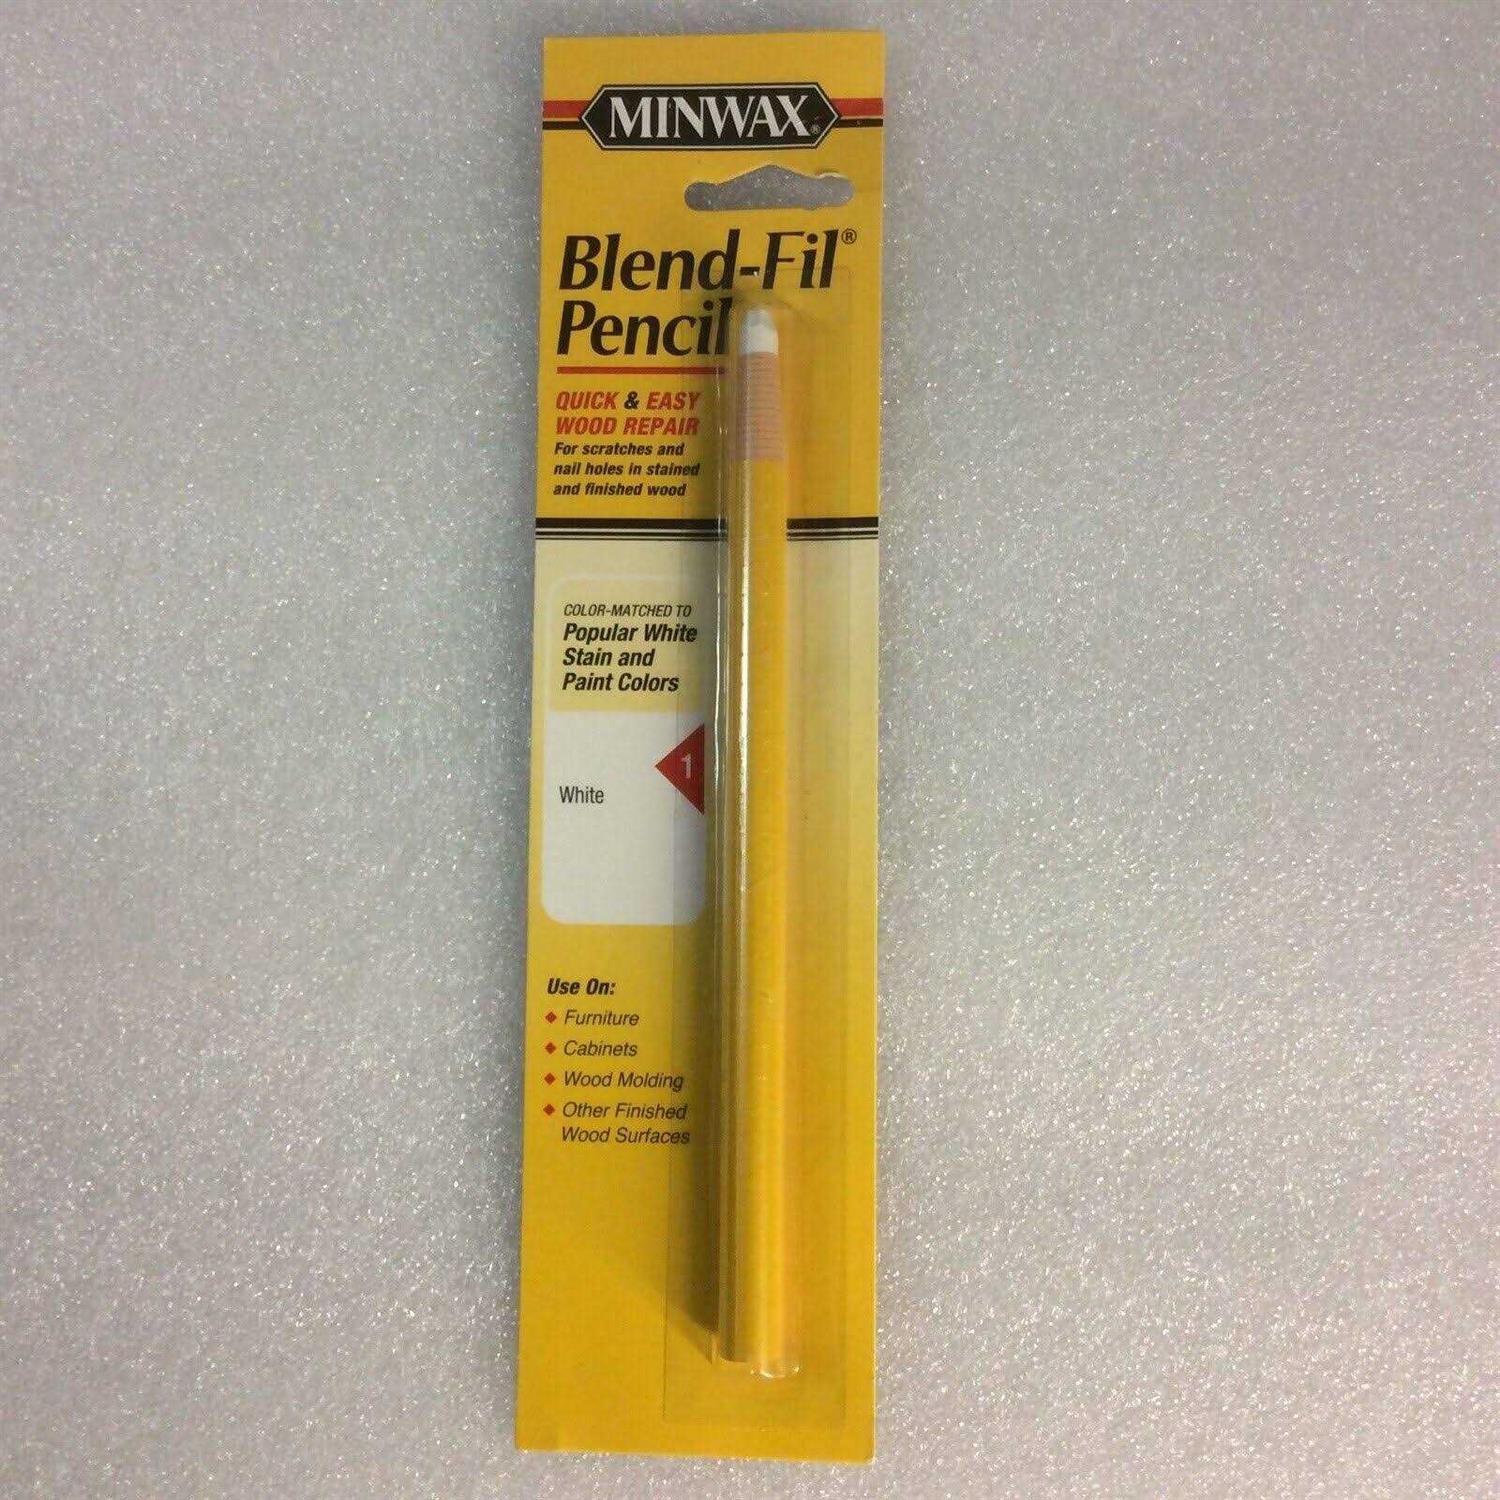 MINWAX®
Blend-Fil®
Pencil
QUICK & EASY
WOOD REPAIR
For scratches and
nail holes in stained
and finished wood
COLOR-MATCHED TO
Popular White
Stain and
Paint Colors
1
White
Use On:
Furniture
Cabinets
Wood Molding
Other Finished
Wood Surfaces